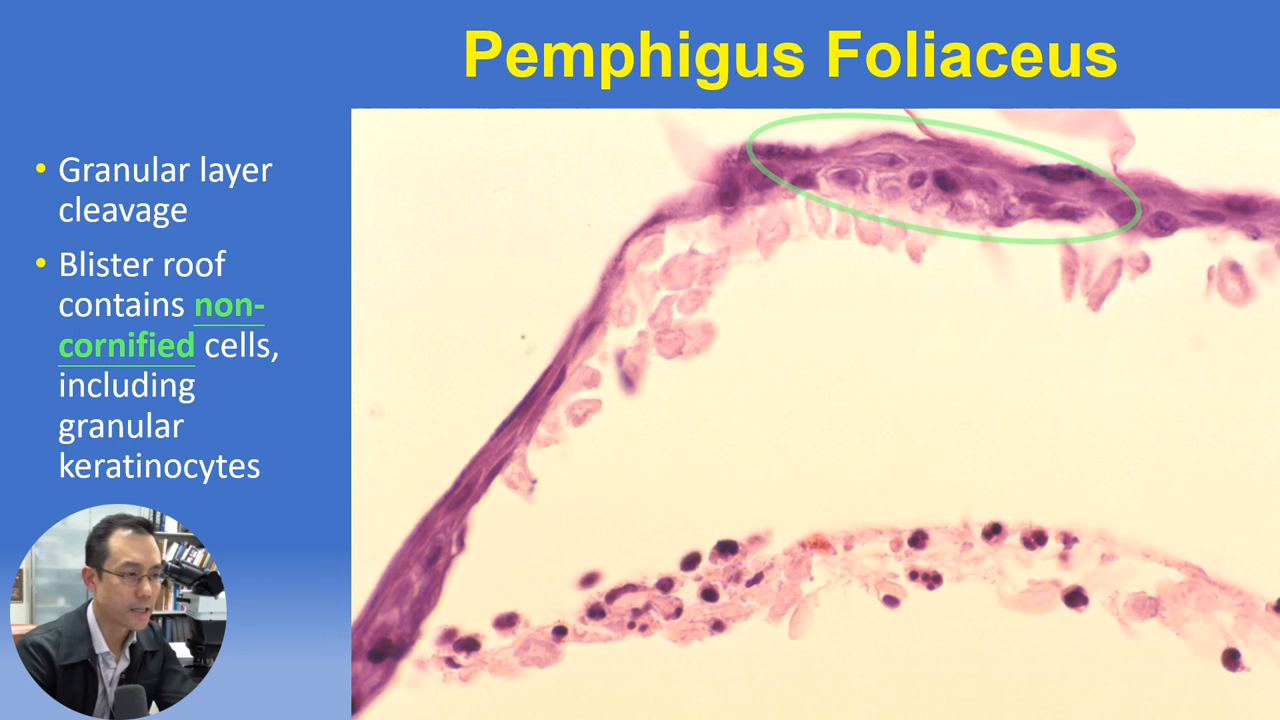 Pemphigus Foliaceus
• Granular layer
cleavage
• Blister roof
contains non-
cornified cells,
including
granular
keratinocytes